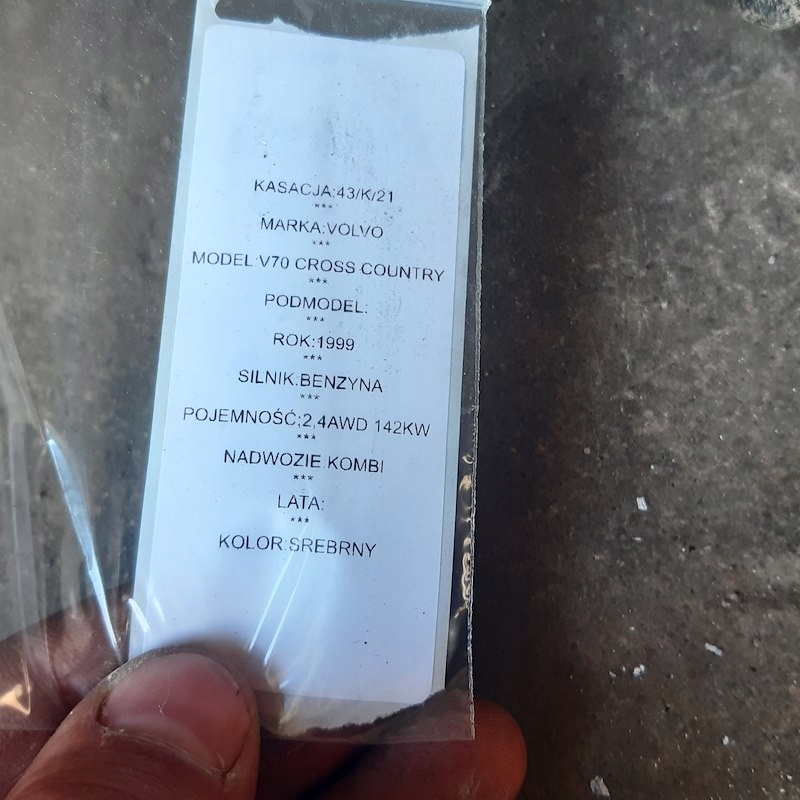 KASACJA:43/K/21
***
MARKA:VOLVO
***
MODEL:V70 CROSS COUNTRY
***
PODMODEL:
***
ROK:1999
***
SILNIK:BENZYNA
***
POJEMNOŚĆ;2,4AWD 142KW
***
NADWOZIE:KOMBI
***
LATA:
***
KOLOR:SREBRNY